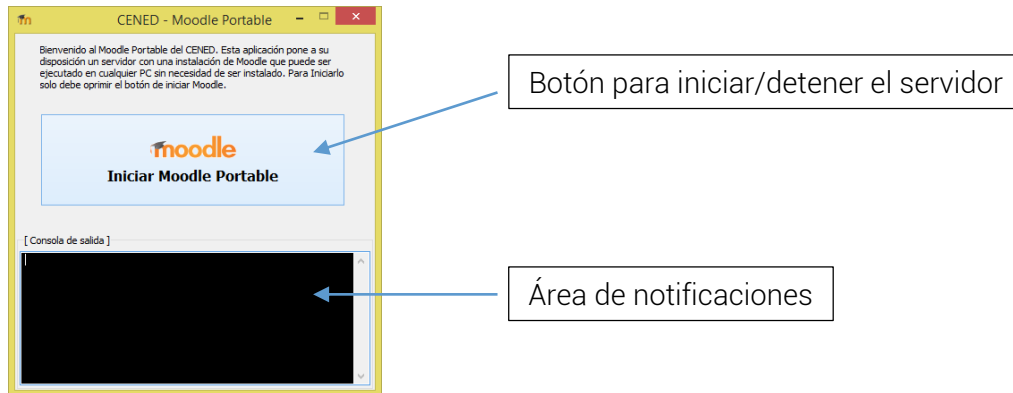 CENED - Moodle Portable
Bienvenido al Moodle Portable del CENED. Esta aplicación pone a su
disposición un servidor con una instalación de Moodle que puede ser
ejecutado en cualquier PC sin necesidad de ser instalado. Para Iniciarlo
solo debe oprimir el botón de iniciar Moodle.
moodle
Iniciar Moodle Portable
[ Consola de salida ]
Botón para iniciar/detener el servidor
Área de notificaciones